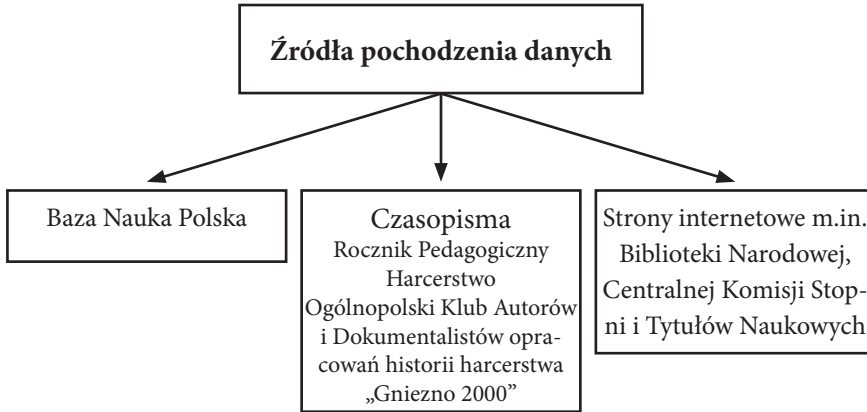 Źródła pochodzenia danych
Baza Nauka Polska
Czasopisma
Rocznik Pedagogiczny
Harcerstwo
Ogólnopolski Klub Autorów
i Dokumentalistów opra-
cowań historii harcerstwa
„Gniezno 2000”
Strony internetowe m.in.
Biblioteki Narodowej,
Centralnej Komisji Stop-
ni i Tytułów Naukowych